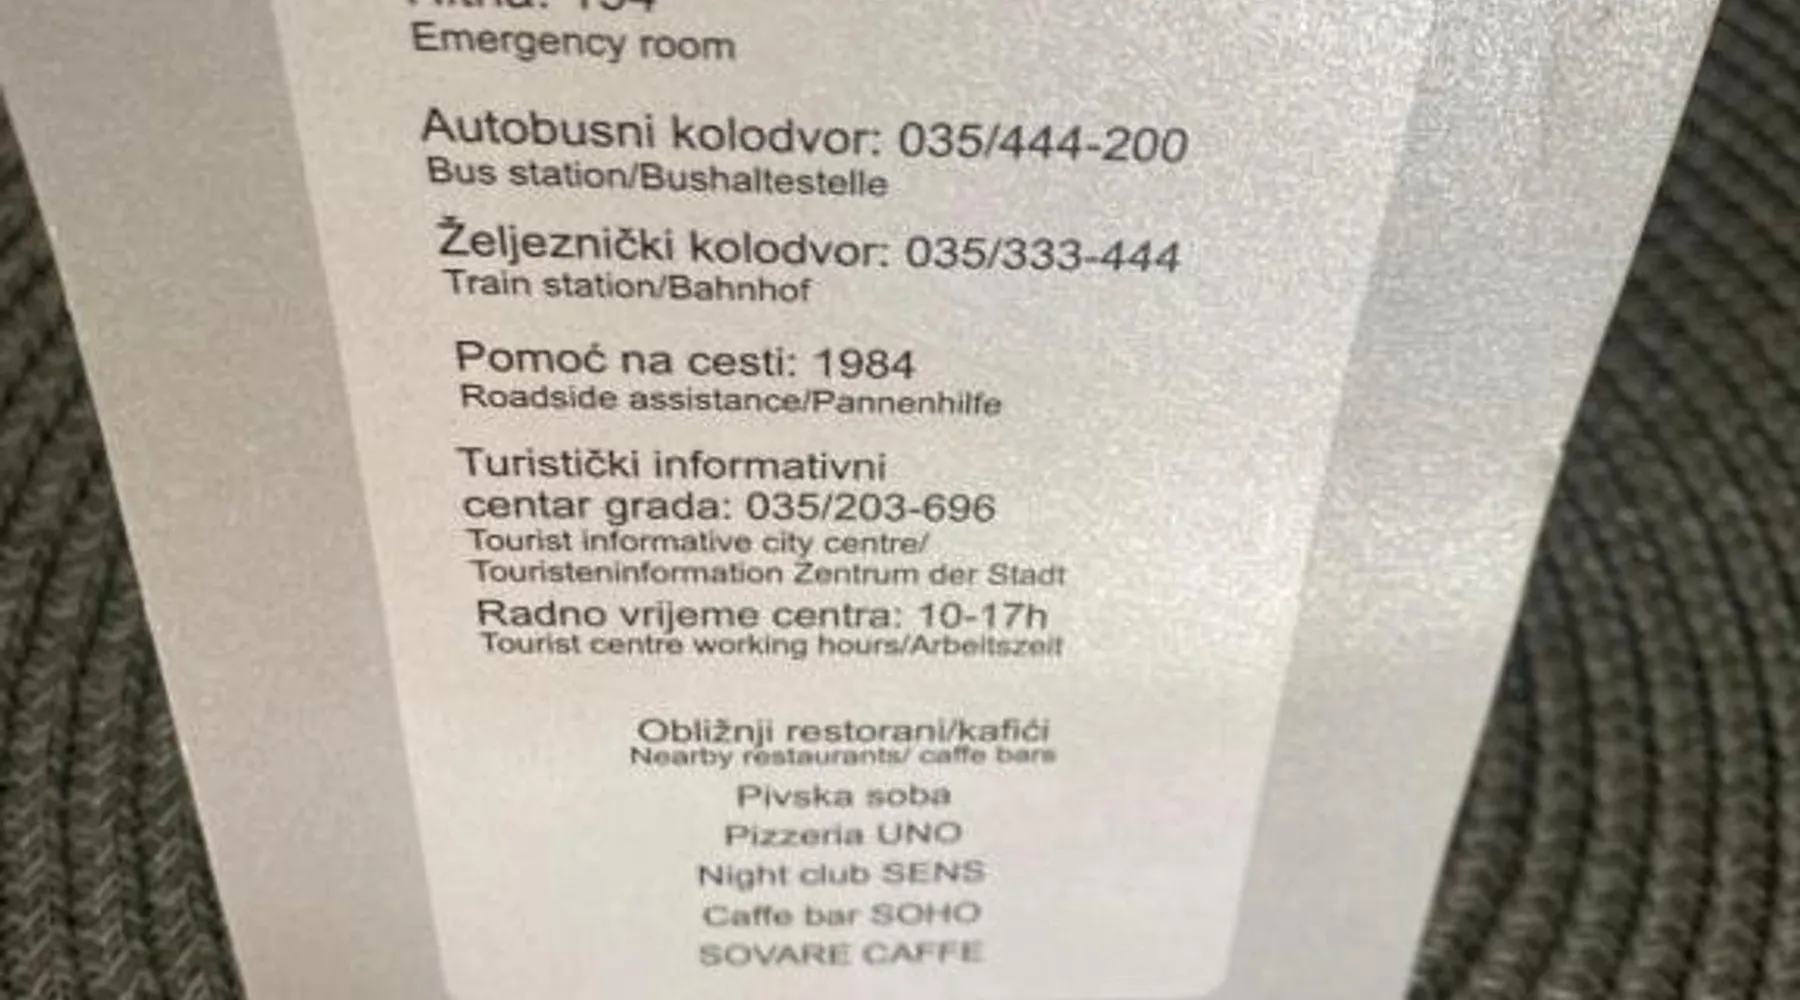 Emergency room
Autobusni kolodvor: 035/444-200
Bus station/Bushaltestelle
Željeznički kolodvor: 035/333-444
Train station/Bahnhof
Pomoć na cesti: 1984
Roadside assistance/Pannenhilfe
Turistički informativni
centar grada: 035/203-696
Tourist informative city centre/
Touristeninformation Zentrum der Stadt
Radno vrijeme centra: 10-17h
Tourist centre working hours/Arbeitszeit
Obližnji restorani/kafići
Nearby restaurants/ caffe bars
Pivska soba
Pizzeria UNO
Night club SENS
Caffe bar SOHO
SOVARE CAFFE